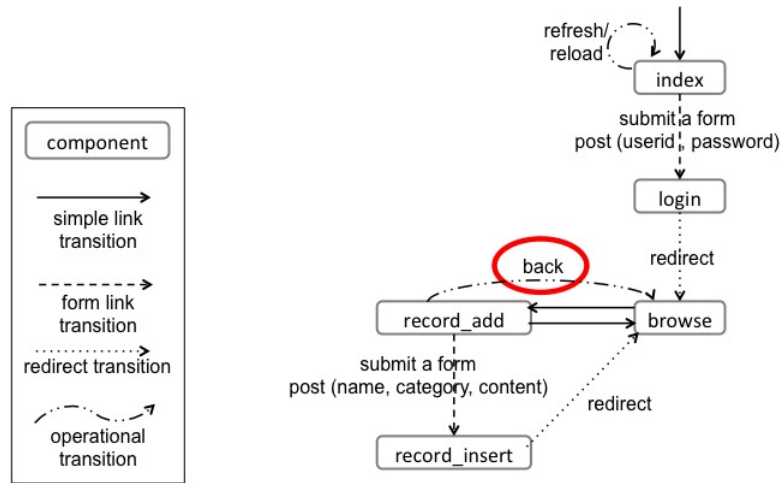 component
simple link
transition
form link
transition
redirect transition
operational
transition
refresh/
reload
index
submit a form
post (userid , password)
login
redirect
back
record_add
browse
submit a form
post (name, category, content)
redirect
record_insert